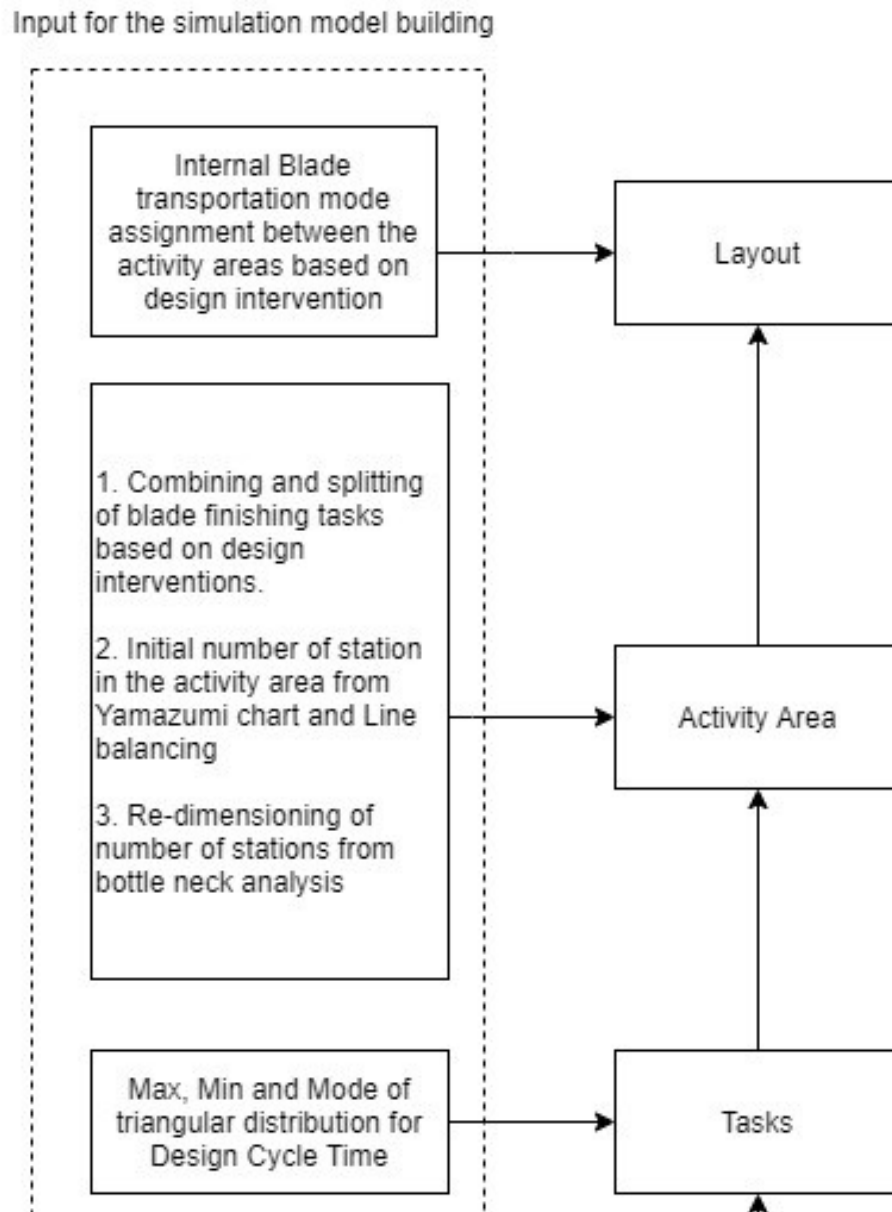 Input for the simulation model building
Internal Blade
transportation mode
assignment between the
activity areas based on
design intervention
Layout
1. Combining and splitting
of blade finishing tasks
based on design
interventions.
2. Initial number of station
in the activity area from
Yamazumi chart and Line
balancing
3. Re-dimensioning of
number of stations from
bottle neck analysis
Activity Area
Max, Min and Mode of
triangular distribution for
Design Cycle Time
Tasks